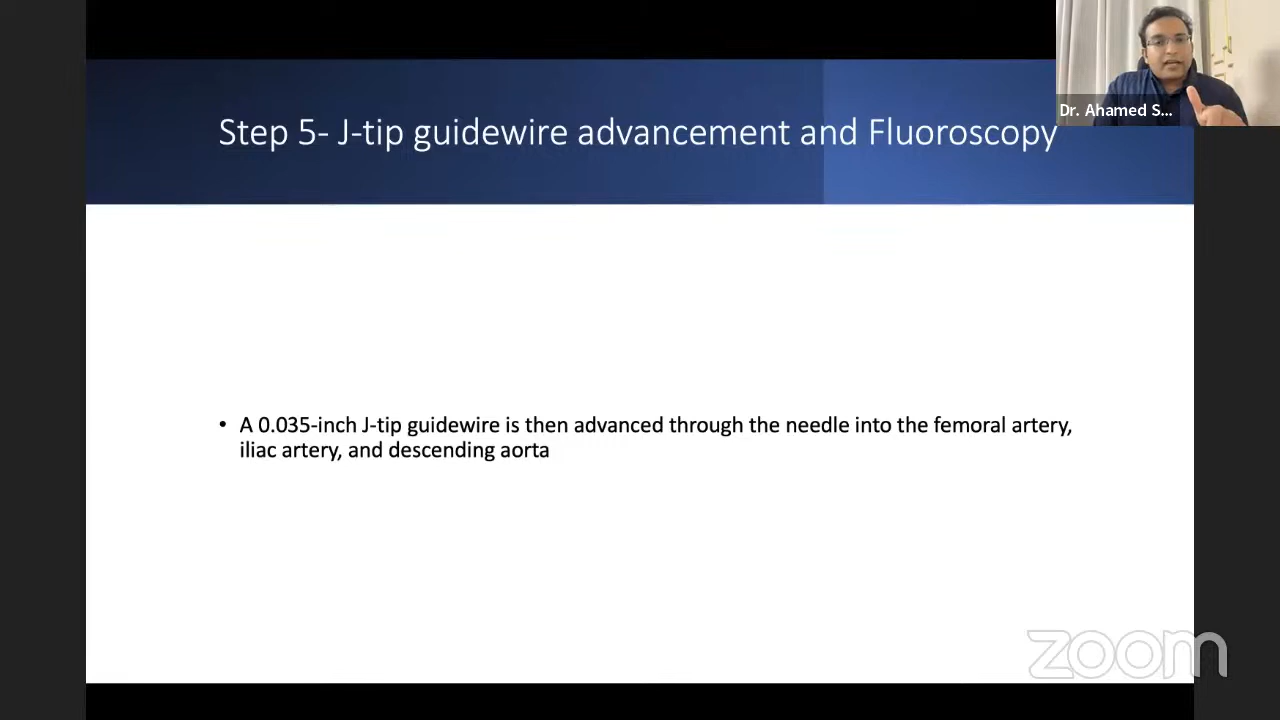 Step 5- J-tip guidewire advancement and Fluoroscopy
Dr. Ahamed S...
• A 0.035-inch J-tip guidewire is then advanced through the needle into the femoral artery,
iliac artery, and descending aorta
zoom